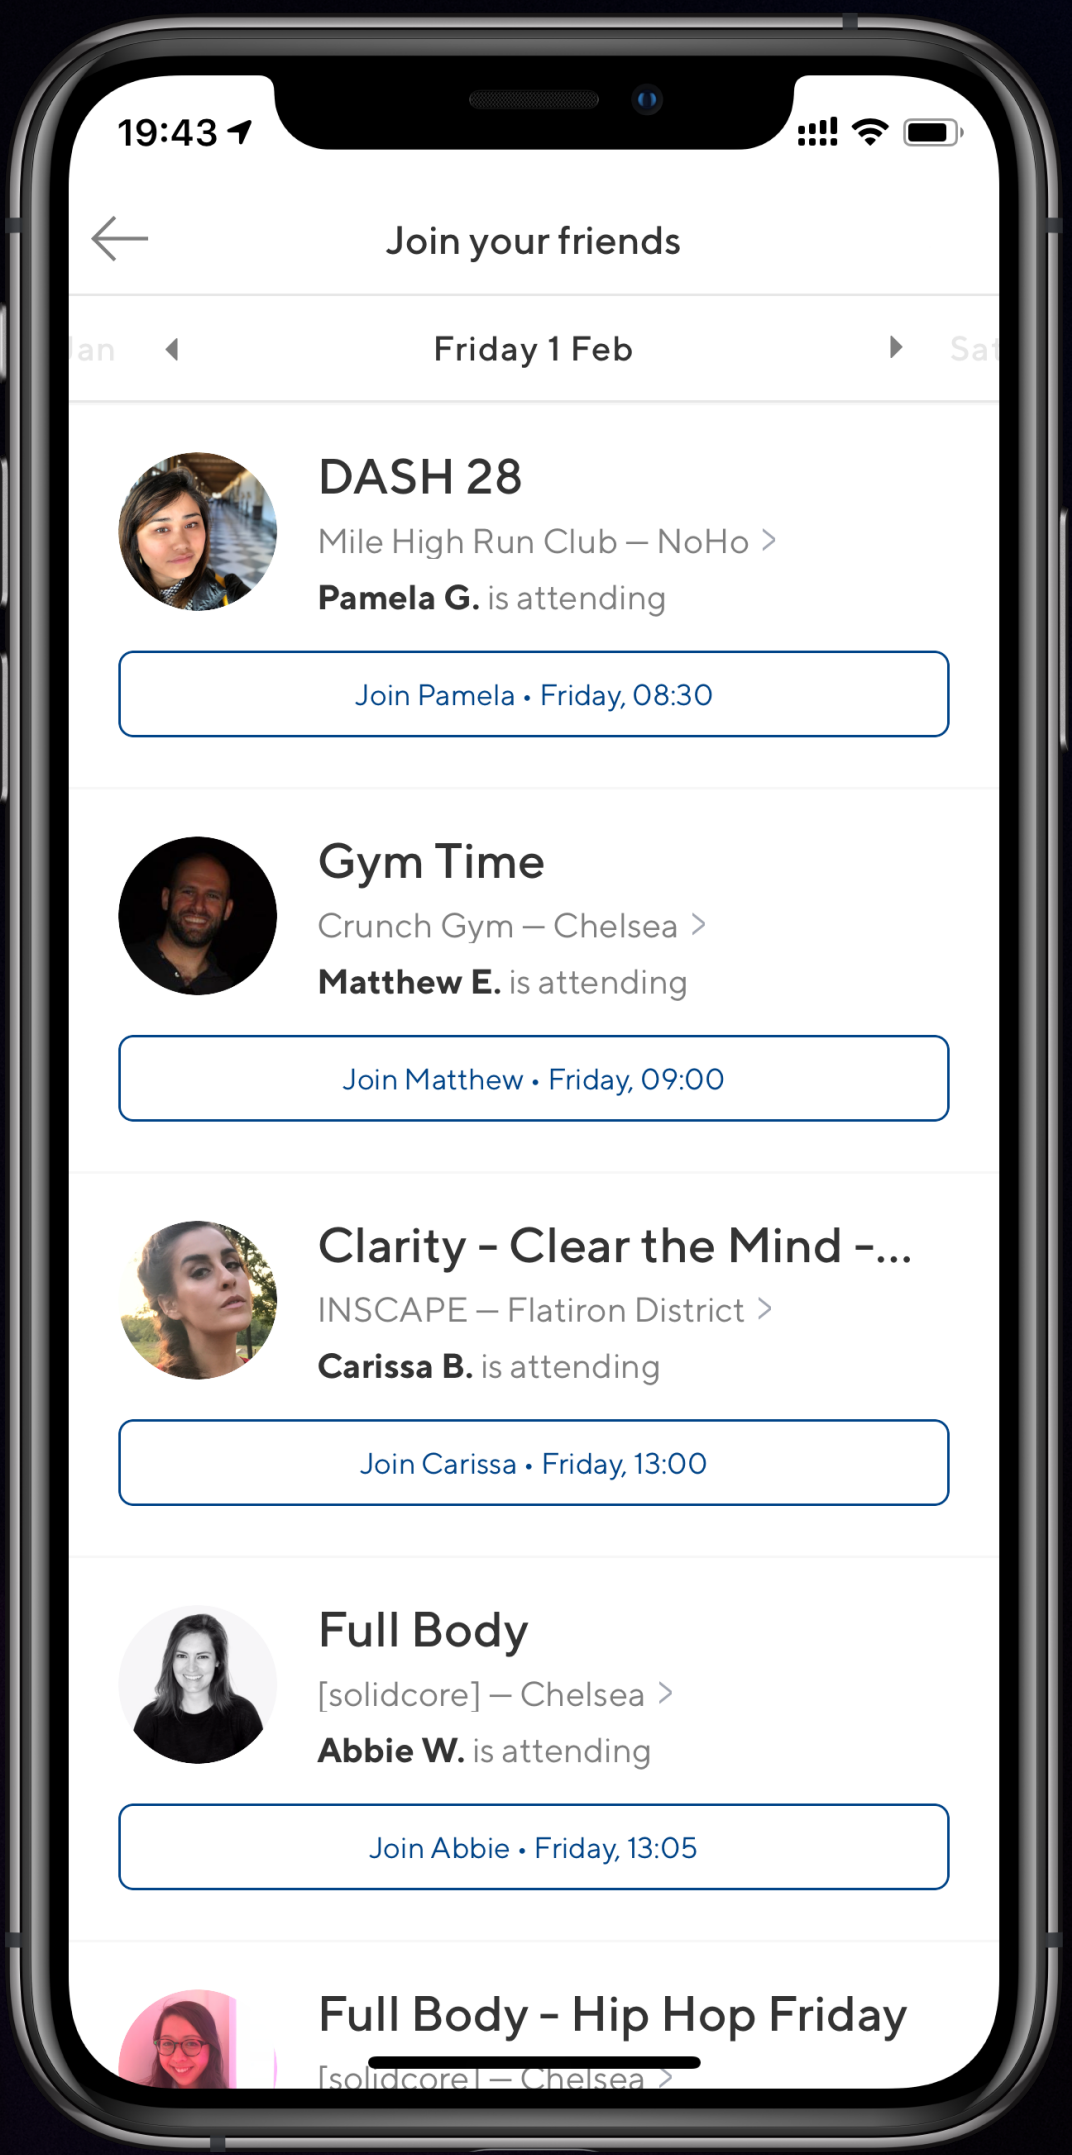 19:43
Join your friends
Jan
Friday 1 Feb
Sat
DASH 28
Mile High Run Club – NoHo
Pamela G. is attending
Join Pamela • Friday, 08:30
Gym Time
Crunch Gym – Chelsea
Matthew E. is attending
Join Matthew • Friday, 09:00
Clarity - Clear the Mind -...
INSCAPE – Flatiron District
Carissa B. is attending
Join Carissa • Friday, 13:00
Full Body
[solidcore] – Chelsea
Abbie W. is attending
Join Abbie • Friday, 13:05
Full Body - Hip Hop Friday
[solidcore] – Chelsea